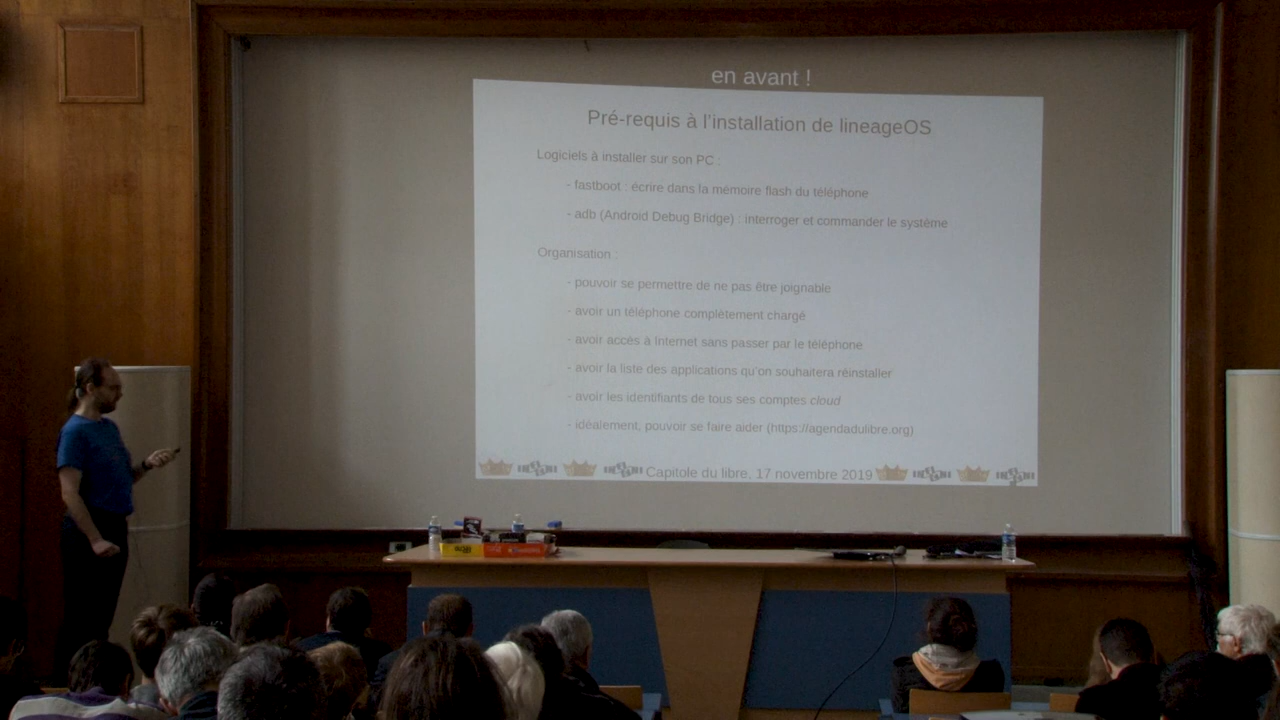 en avant !
Pré-requis à l'installation de lineageOS
Logiciels à installer sur son PC :
- fastboot : écrire dans la mémoire flash du téléphone
- adb (Android Debug Bridge) : interroger et commander le système
Organisation :
- pouvoir se permettre de ne pas être joignable
- avoir un téléphone complètement chargé
- avoir accès à Internet sans passer par le téléphone
- avoir la liste des applications qu'on souhaitera réinstaller
- avoir les identifiants de tous ses comptes cloud
- idéalement, pouvoir se faire aider (https://agendadulibre.org)
Capitole du libre, 17 novembre 2019